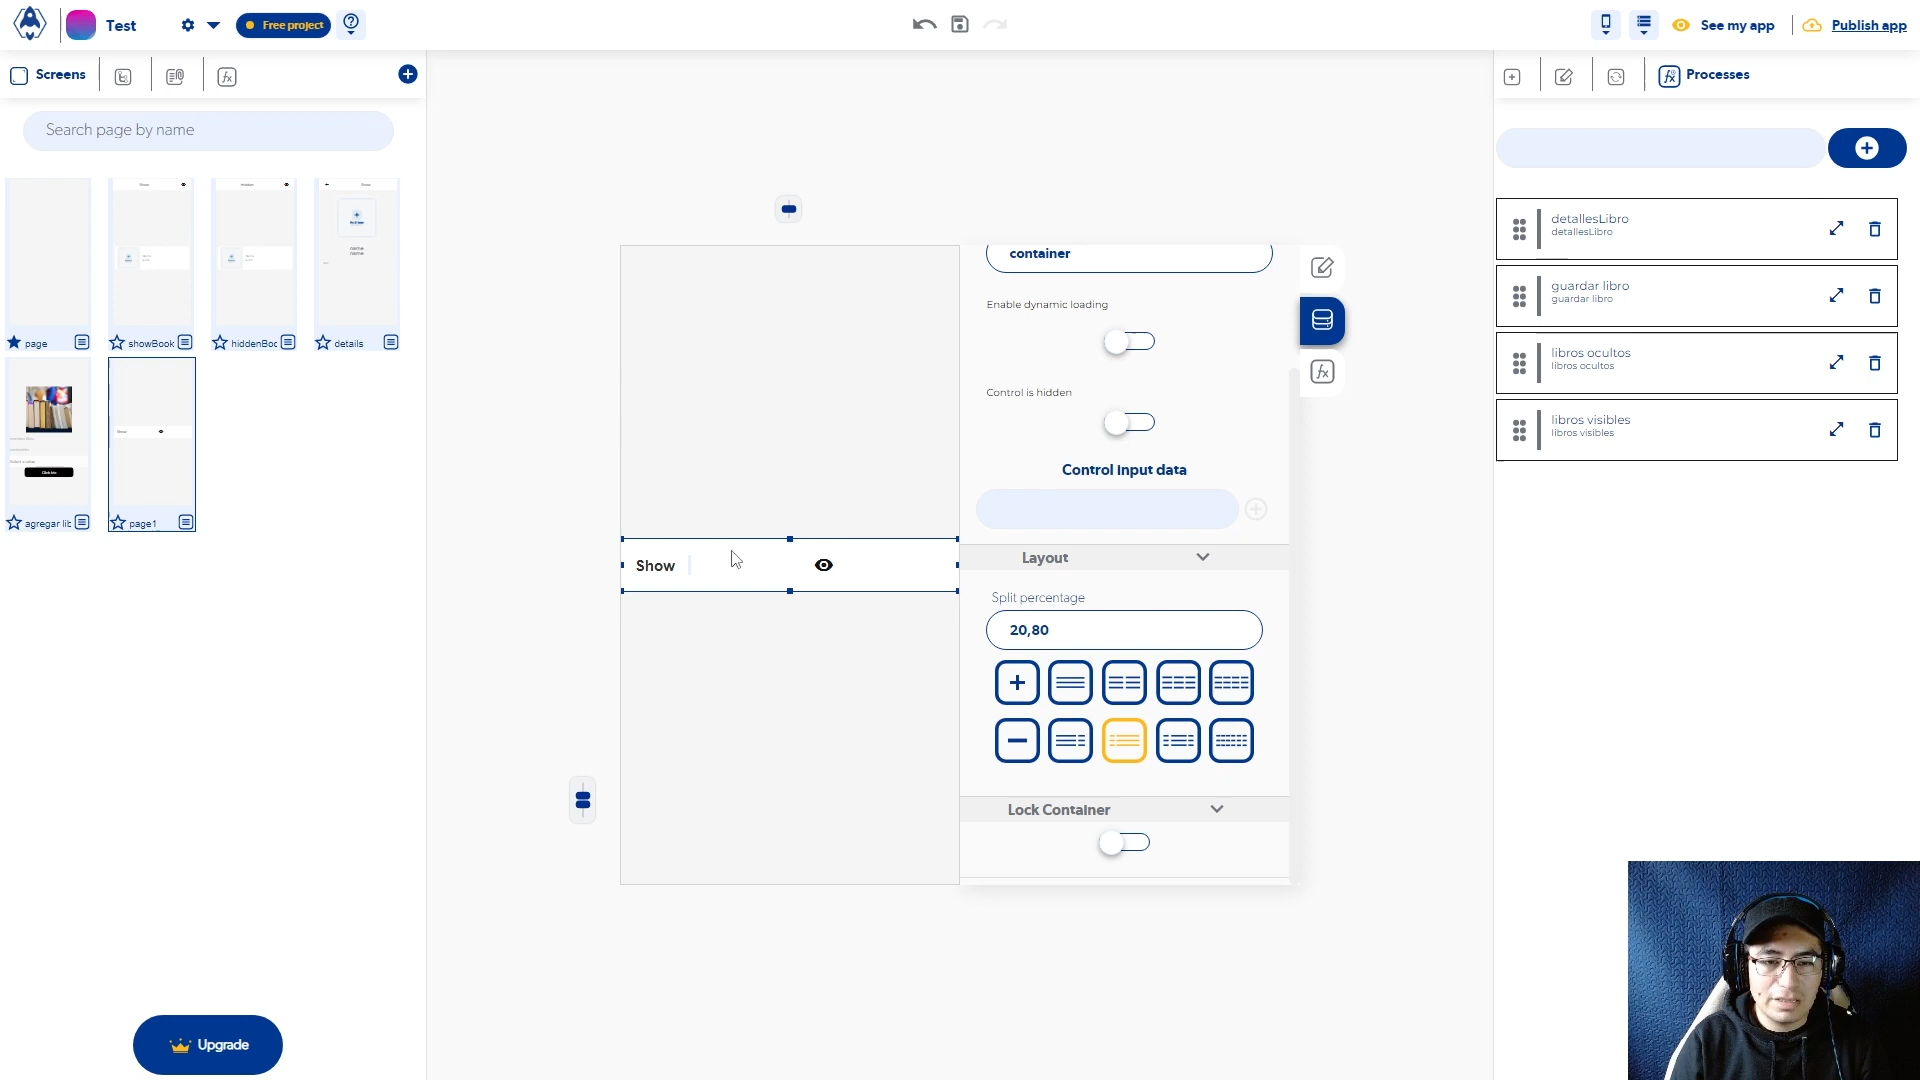 Test
Free project
See my app
Publish app
Screens
Processes
Search page by name
page
showBook
hiddenBoc
details
agregar lit
page1
Show
container
Enable dynamic loading
Control is hidden
Control input data
Layout
Split percentage
20,80
Lock Container
detallesLibro
detallesLibro
guardar libro
guardar libro
libros ocultos
libros ocultos
libros visibles
libros visibles
Upgrade